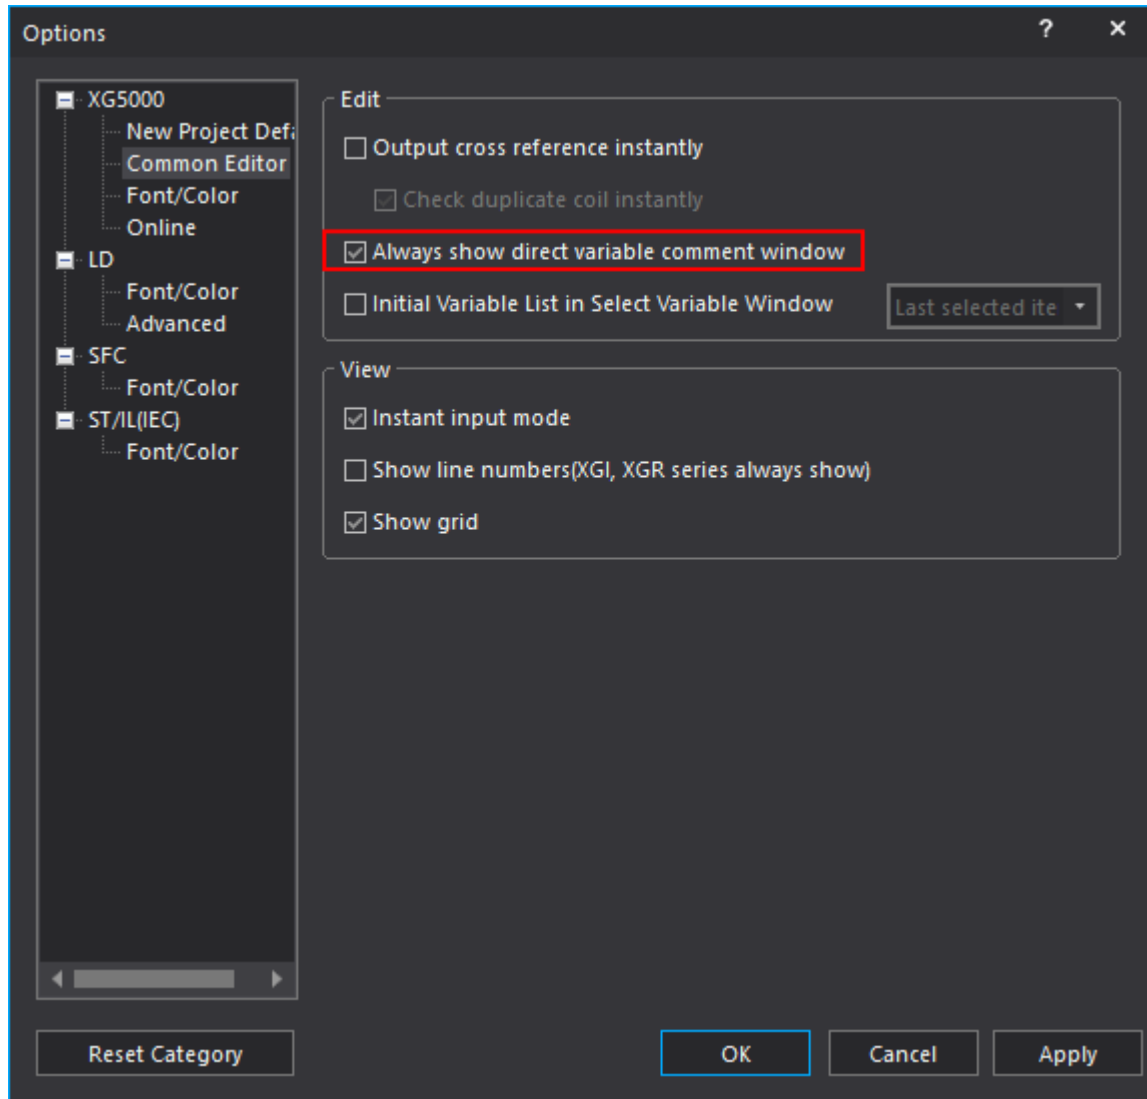 Options
XG5000
New Project Defa
Common Editor
Font/Color
Online
LD
Font/Color
Advanced
SFC
Font/Color
ST/IL(IEC)
Font/Color
Edit
Output cross reference instantly
Check duplicate coil instantly
Always show direct variable comment window
Initial Variable List in Select Variable Window
Last selected ite
View
Instant input mode
Show line numbers(XGI, XGR series always show)
Show grid
Reset Category
OK
Cancel
Apply